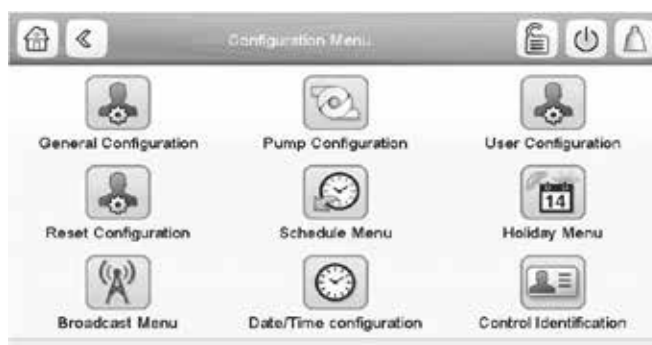 Configuration Menu
General Configuration Pump Configuration User Configuration
14
Reset Configuration Schedule Menu Holiday Menu
Broadcast Menu Date/Time configuration Control Identification